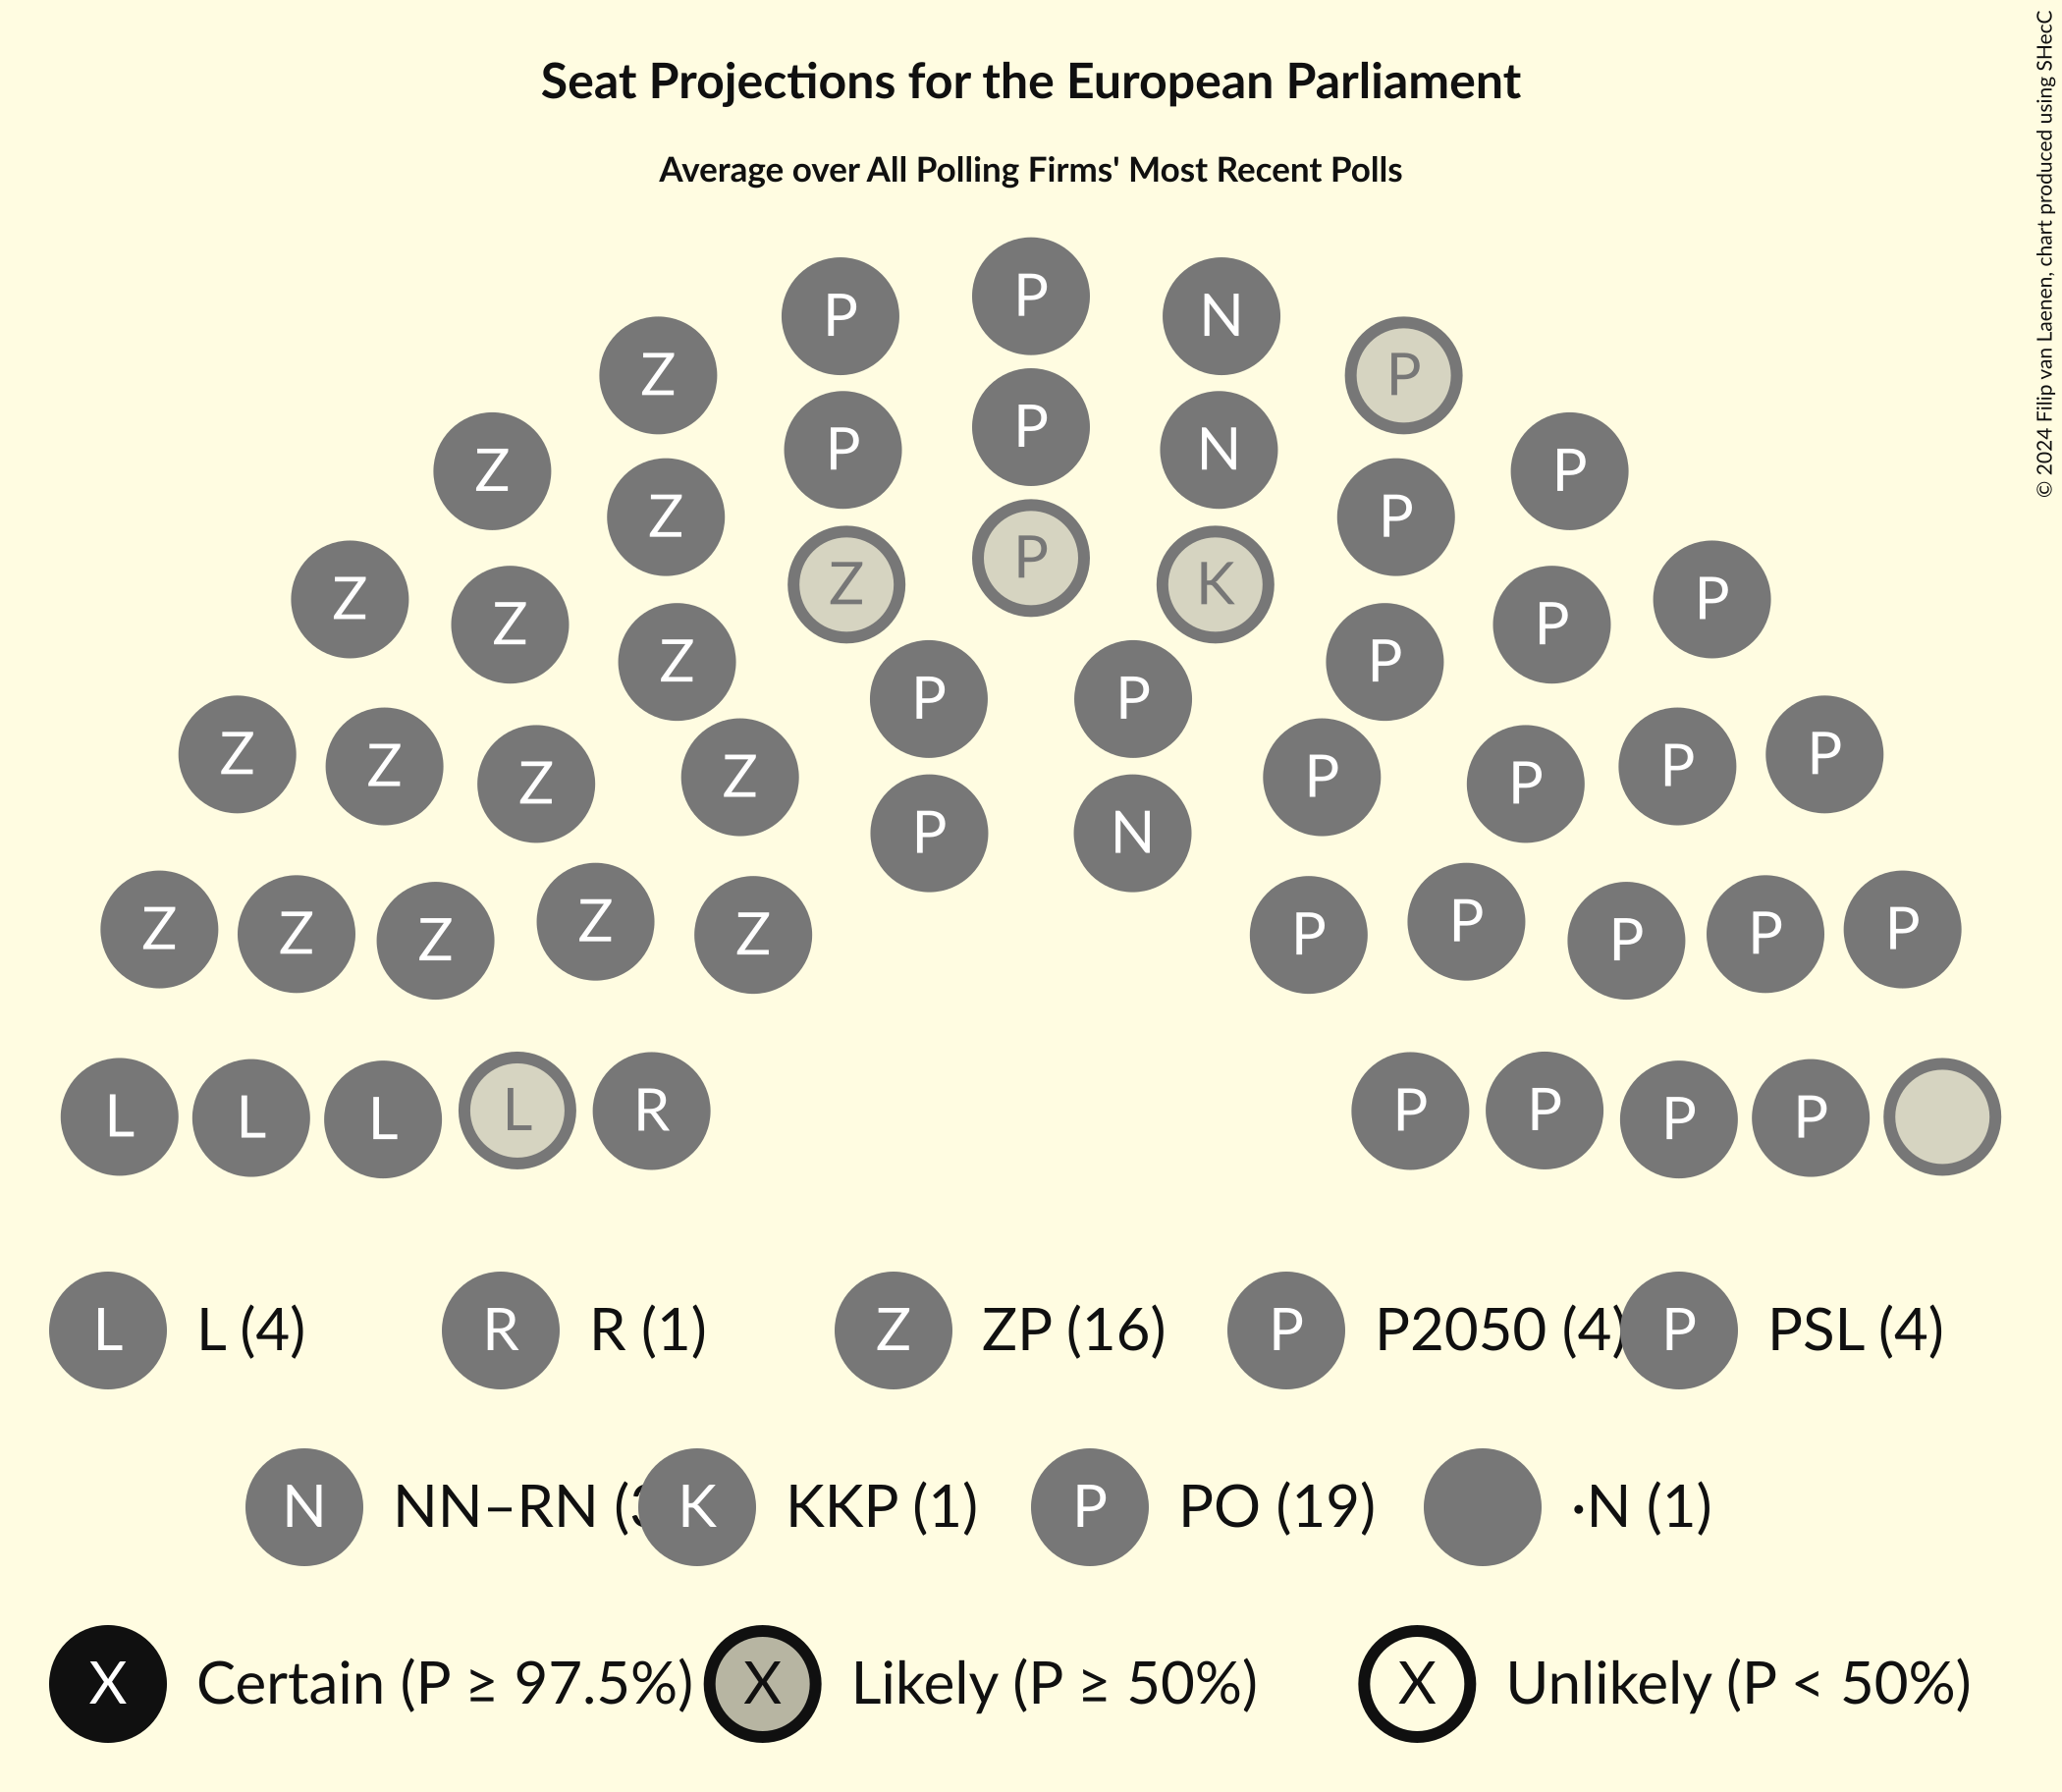 Seat Projections for the European Parliament
Average over All Polling Firms' Most Recent Polls
© 2024 Filip van Laenen, chart produced using SHecC
P
P N
P
Z P
P
P N
Z P
Z P
P
Z K
Z P
Z P
Z P
P P
Z P
Z P
Z P
Z P
P N
Z P
Z P
Z P
Z P
Z P
L L L L R P P P P
L L (4) R R (1) Z ZP (16) P P2050 (4) P PSL (4)
N NN–RN ( K KKP (1) P PO (19) ·N (1)
X Certain (P ≥ 97.5%) X Likely (P ≥ 50%) X Unlikely (P < 50%)